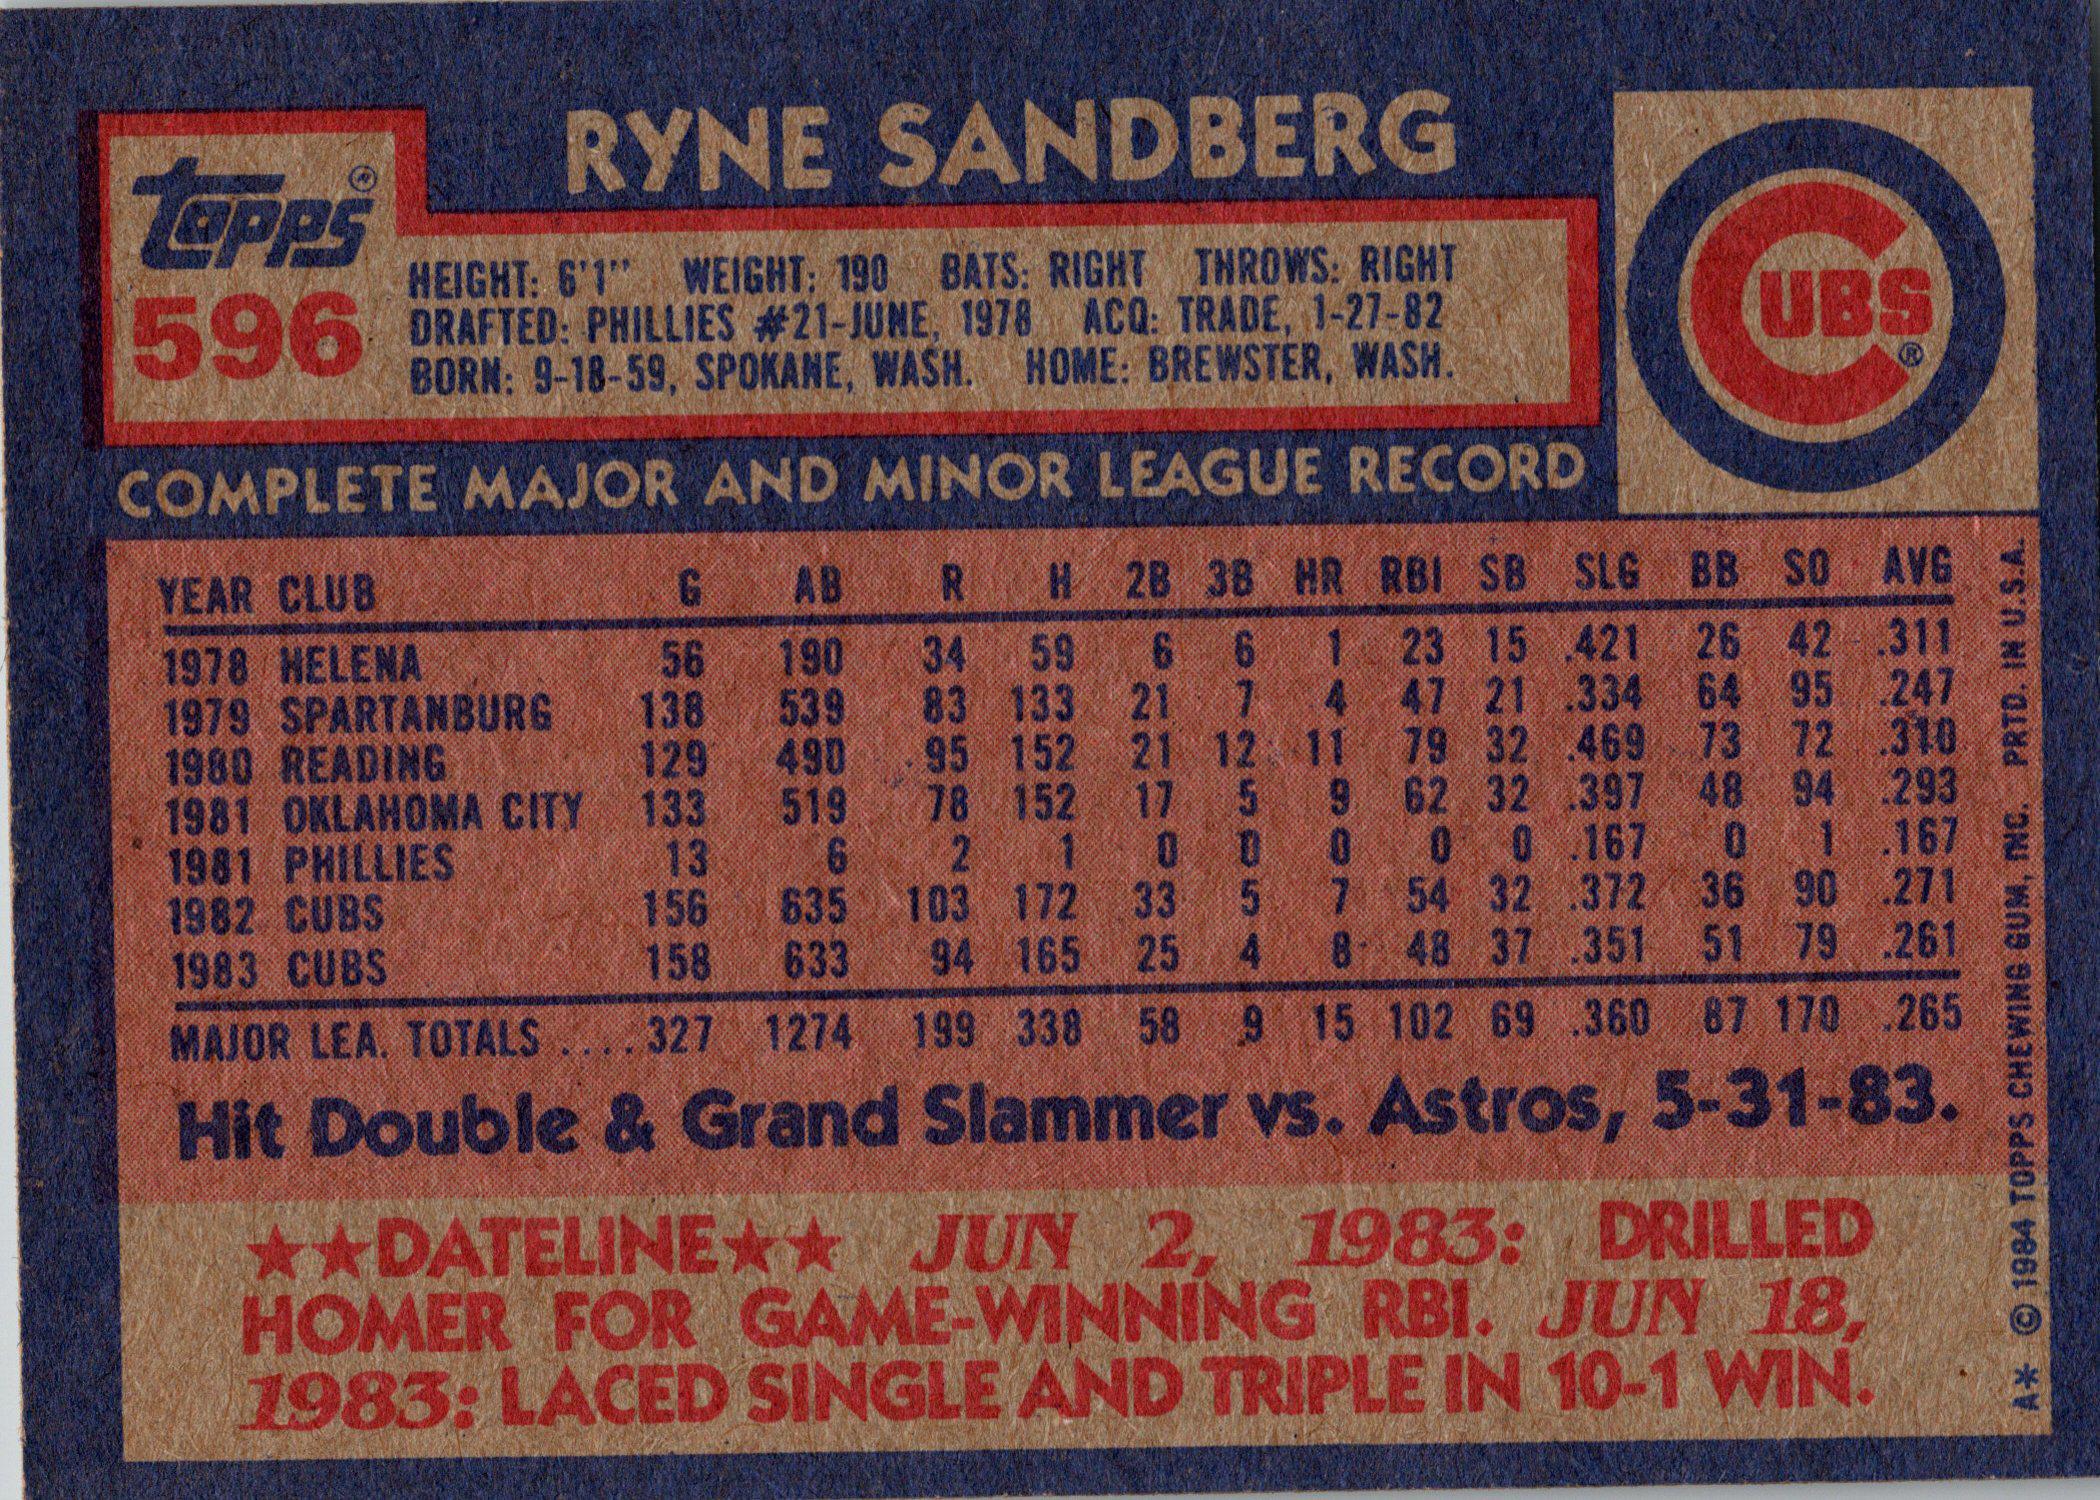 RYNE SANDBERG
Topps®
596
HEIGHT: 6'1" WEIGHT: 190 BATS: RIGHT THROWS: RIGHT
DRAFTED: PHILLIES #21-JUNE, 1978 ACQ: TRADE, 1-27-82
BORN: 9-18-59, SPOKANE, WASH. HOME: BREWSTER, WASH.
CUBS®
COMPLETE MAJOR AND MINOR LEAGUE RECORD
YEAR CLUB G AB R H 2B 3B HR RBI SB SLG BB SO AVG
1978 HELENA 56 190 34 59 6 6 1 23 15 .421 26 42 .311
1979 SPARTANBURG 138 539 83 133 21 7 4 47 21 .334 64 95 .247
1980 READING 129 490 95 152 21 12 11 79 32 .469 73 72 .310
1981 OKLAHOMA CITY 133 519 78 152 17 5 9 62 32 .397 48 94 .293
1981 PHILLIES 13 6 2 1 0 0 0 0 0 .167 0 1 .167
1982 CUBS 156 635 103 172 33 5 7 54 32 .372 36 90 .271
1983 CUBS 158 633 94 165 25 4 8 48 37 .351 51 79 .261
MAJOR LEA. TOTALS .... 327 1274 199 338 58 9 15 102 69 .360 87 170 .265
Hit Double & Grand Slammer vs. Astros, 5-31-83.
★★DATELINE★★ JUN 2, 1983: DRILLED
HOMER FOR GAME-WINNING RBI. JUN 18,
1983: LACED SINGLE AND TRIPLE IN 10-1 WIN.
A* © 1984 TOPPS CHEWING GUM, INC. PRTD. IN U.S.A.